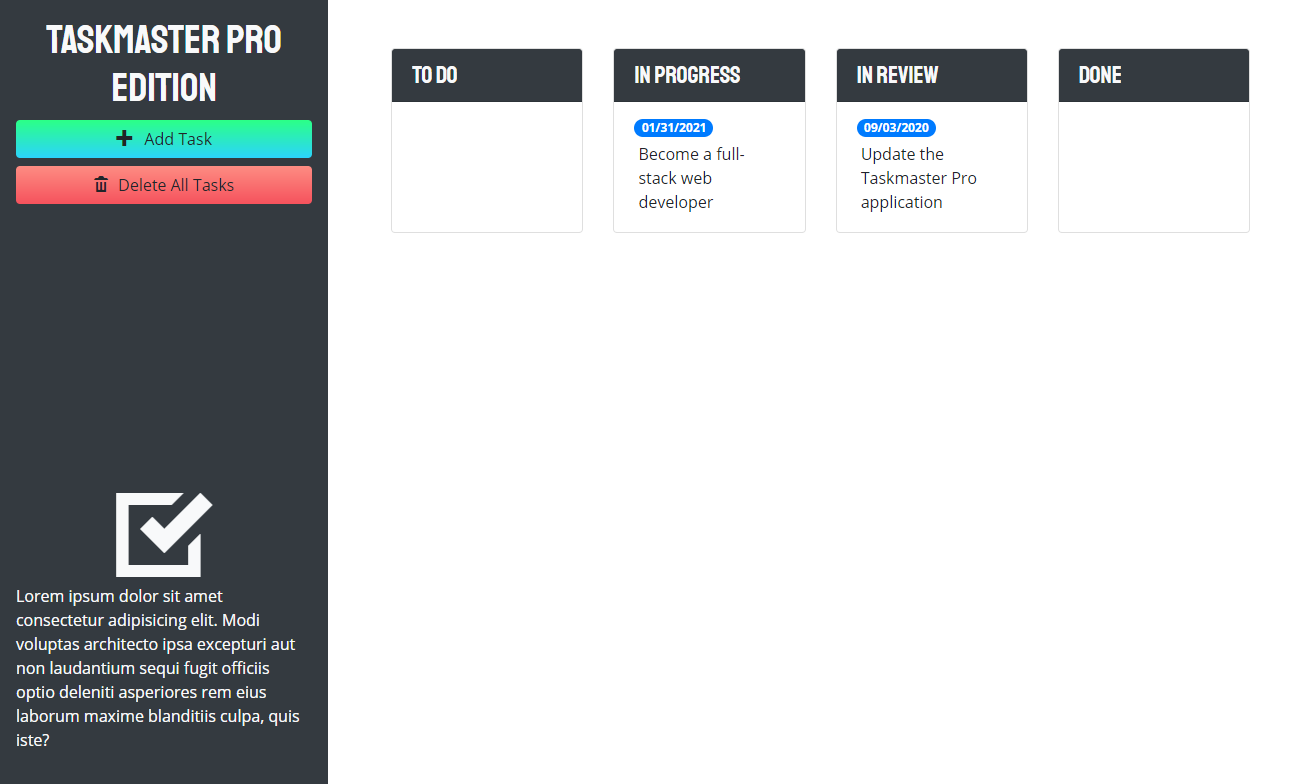 TASKMASTER PRO
EDITION
Add Task
Delete All Tasks
Lorem ipsum dolor sit amet
consectetur adipisicing elit. Modi
voluptas architecto ipsa excepturi aut
non laudantium sequi fugit officiis
optio deleniti asperiores rem eius
laborum maxime blanditiis culpa, quis
iste?
TO DO
IN PROGRESS
01/31/2021
Become a full-
stack web
developer
IN REVIEW
09/03/2020
Update the
Taskmaster Pro
application
DONE